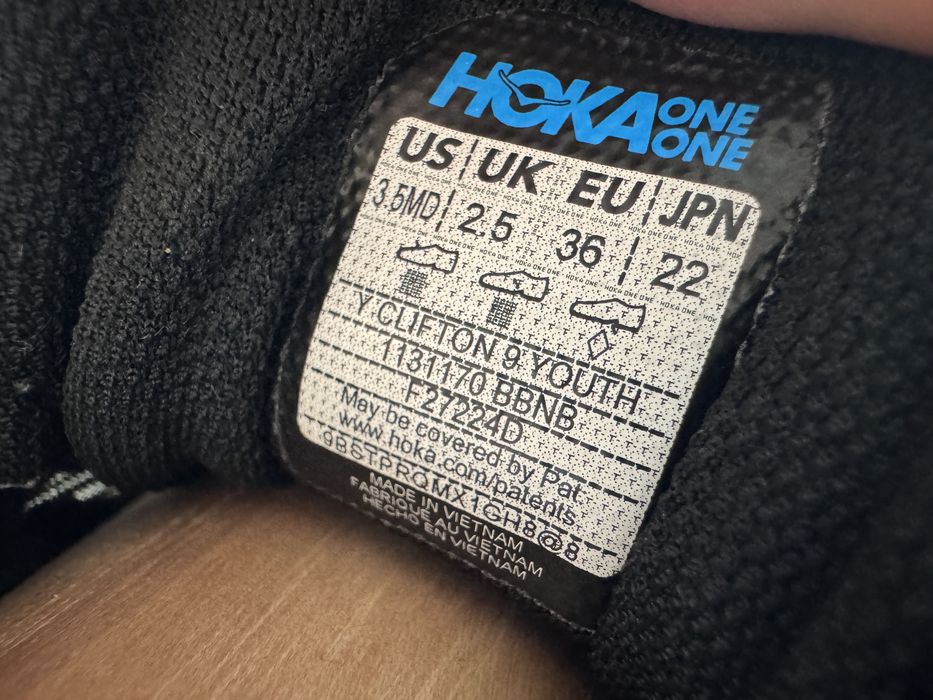 HOKA ONE ONE
US UK EU JPN
3.5MD 2.5 36 22
Y CLIFTON 9 YOUTH
1131170 BBNB
F27224D
May be covered by Pat.
www.hoka.com/patents
9RSTPRQMX1GH8@8
MADE IN VIETNAM
FABRIQUÉ AU VIETNAM
HECHO EN VIETNAM